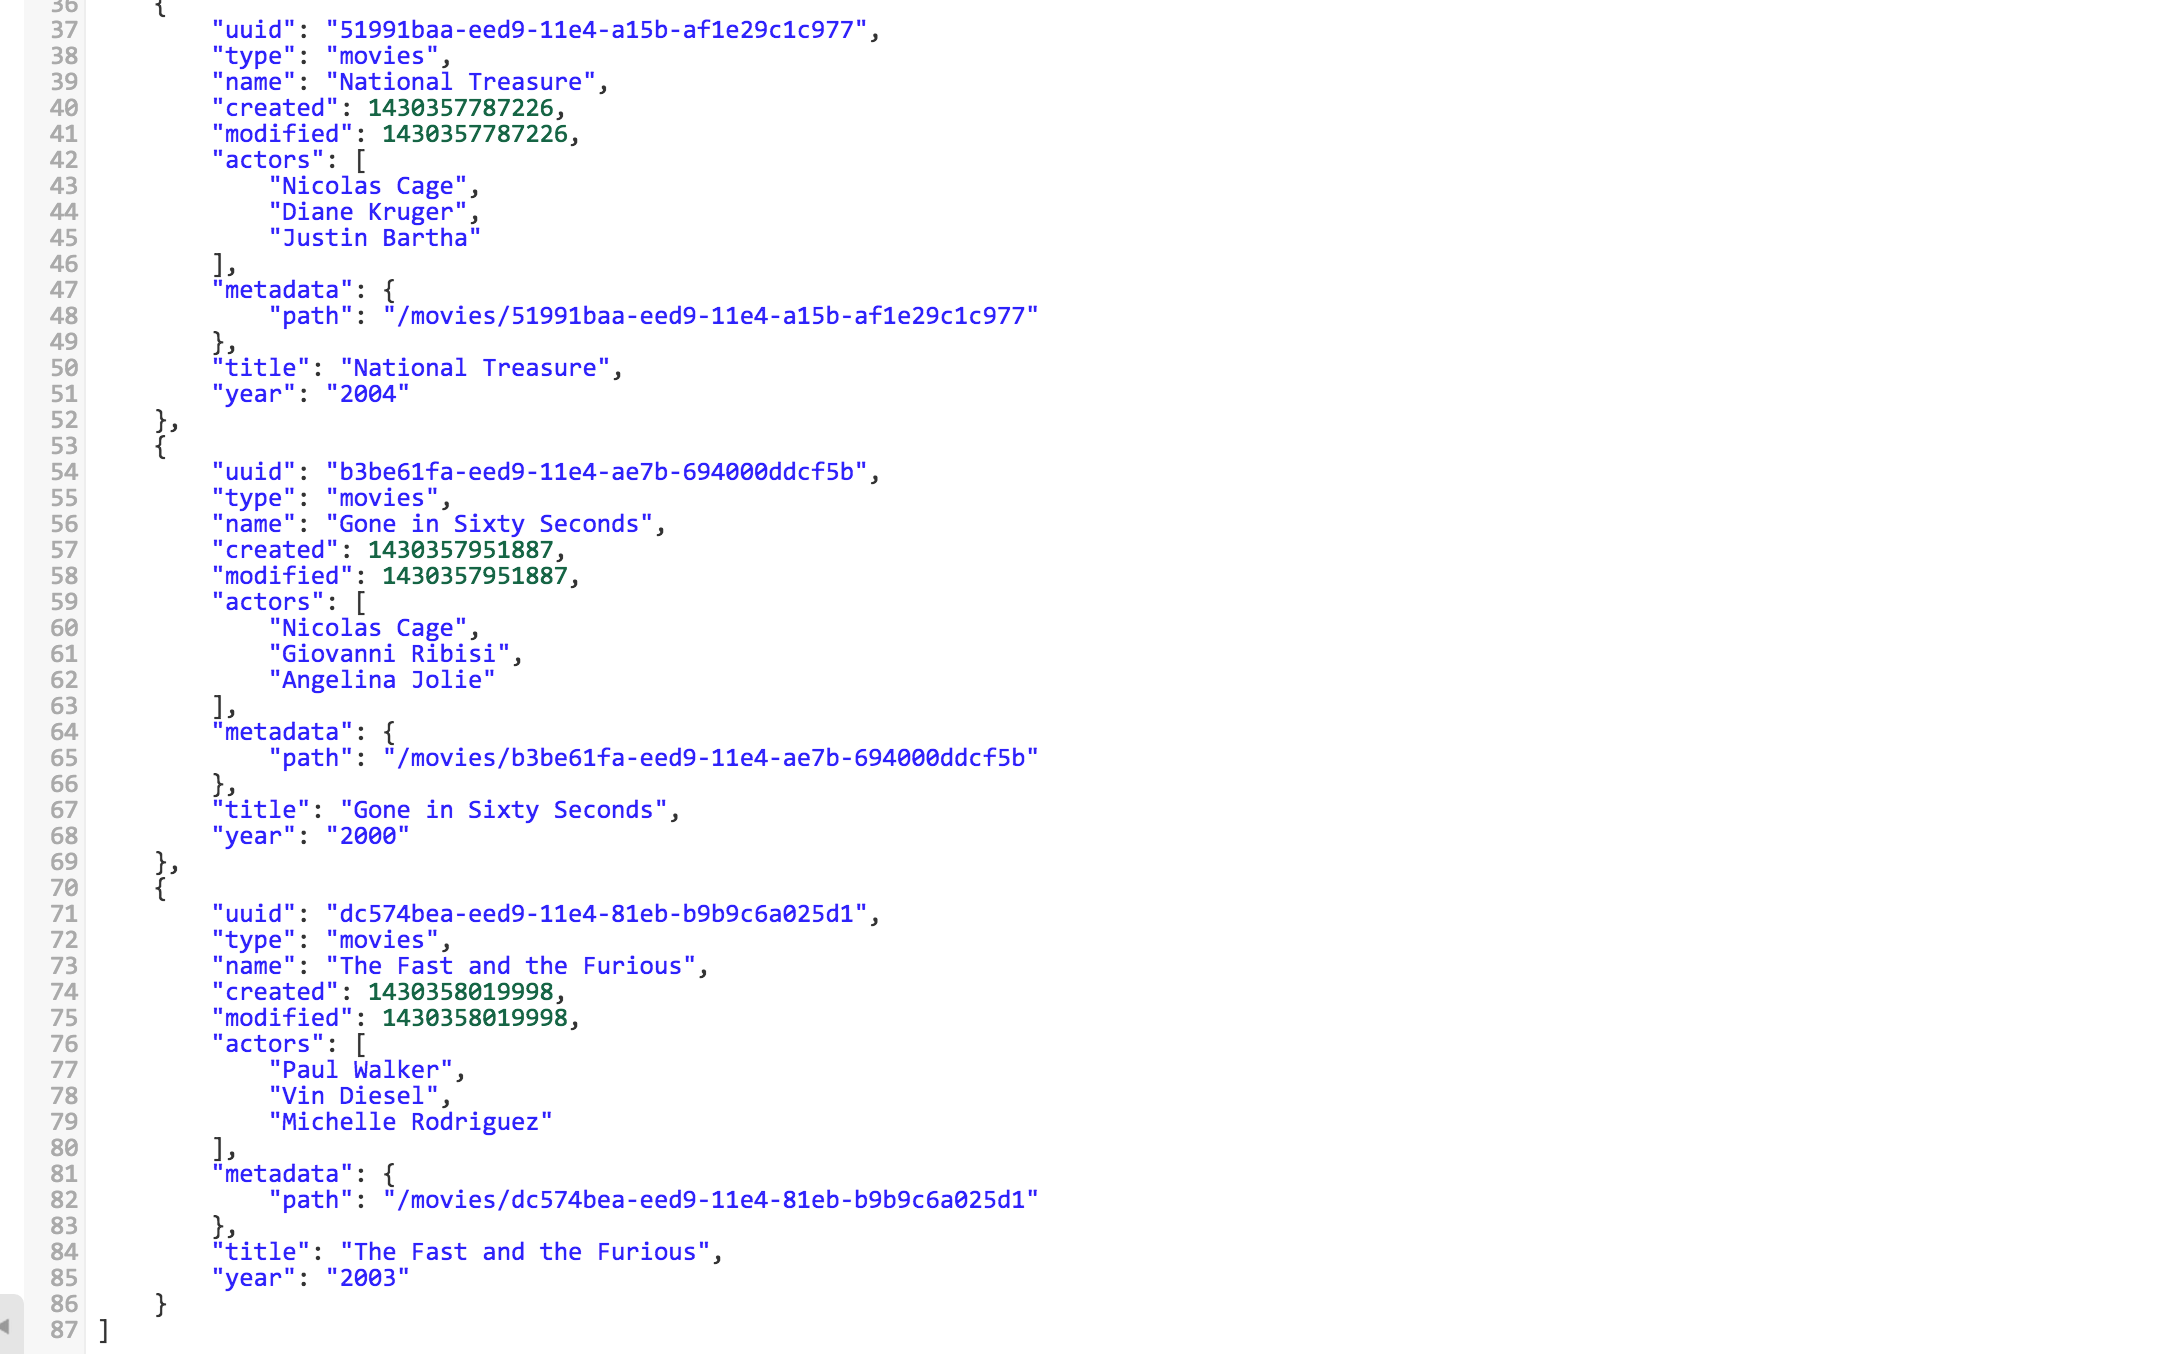 36 {
37 "uuid": "51991baa-eed9-11e4-a15b-af1e29c1c977",
38 "type": "movies",
39 "name": "National Treasure",
40 "created": 1430357787226,
41 "modified": 1430357787226,
42 "actors": [
43 "Nicolas Cage",
44 "Diane Kruger",
45 "Justin Bartha"
46 ],
47 "metadata": {
48 "path": "/movies/51991baa-eed9-11e4-a15b-af1e29c1c977"
49 },
50 "title": "National Treasure",
51 "year": "2004"
52 },
53 {
54 "uuid": "b3be61fa-eed9-11e4-ae7b-694000ddcf5b",
55 "type": "movies",
56 "name": "Gone in Sixty Seconds",
57 "created": 1430357951887,
58 "modified": 1430357951887,
59 "actors": [
60 "Nicolas Cage",
61 "Giovanni Ribisi",
62 "Angelina Jolie"
63 ],
64 "metadata": {
65 "path": "/movies/b3be61fa-eed9-11e4-ae7b-694000ddcf5b"
66 },
67 "title": "Gone in Sixty Seconds",
68 "year": "2000"
69 },
70 {
71 "uuid": "dc574bea-eed9-11e4-81eb-b9b9c6a025d1",
72 "type": "movies",
73 "name": "The Fast and the Furious",
74 "created": 1430358019998,
75 "modified": 1430358019998,
76 "actors": [
77 "Paul Walker",
78 "Vin Diesel",
79 "Michelle Rodriguez"
80 ],
81 "metadata": {
82 "path": "/movies/dc574bea-eed9-11e4-81eb-b9b9c6a025d1"
83 },
84 "title": "The Fast and the Furious",
85 "year": "2003"
86 }
87 ]